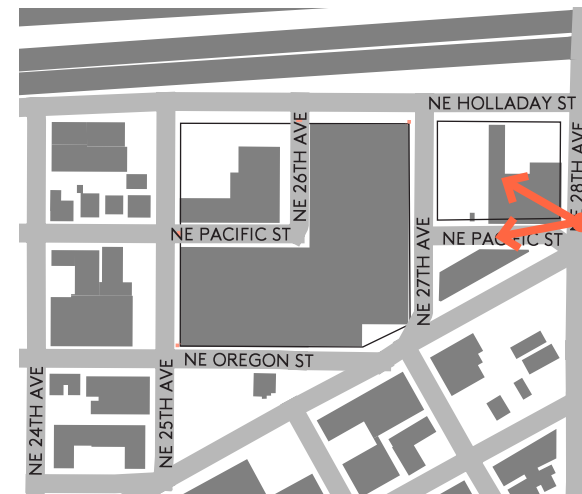 NE HOLLADAY ST
NE 26TH AVE
NE 28TH AVE
NE PACIFIC ST
NE PACIFIC ST
NE 27TH AVE
NE OREGON ST
NE 24TH AVE
NE 25TH AVE